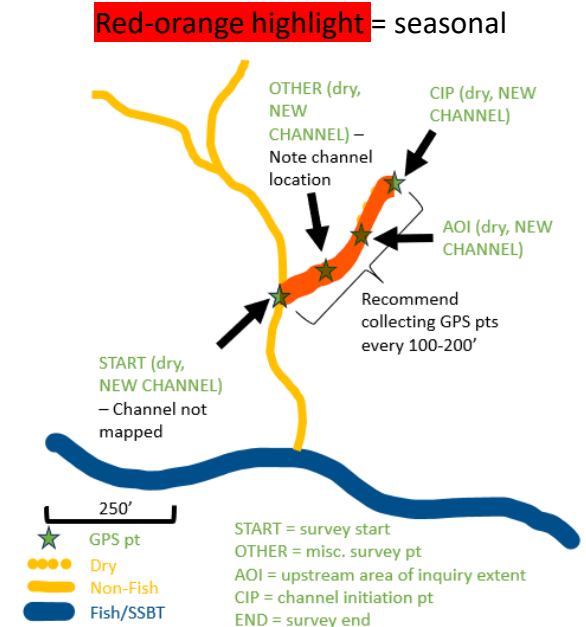 Red-orange highlight = seasonal
OTHER (dry,
NEW
CHANNEL) –
Note channel
location
CIP (dry, NEW
CHANNEL)
AOI (dry, NEW
CHANNEL)
Recommend
collecting GPS pts
every 100-200’
START (dry,
NEW CHANNEL)
– Channel not
mapped
250’
GPS pt
Dry
Non-Fish
Fish/SSBT
START = survey start
OTHER = misc. survey pt
AOI = upstream area of inquiry extent
CIP = channel initiation pt
END = survey end